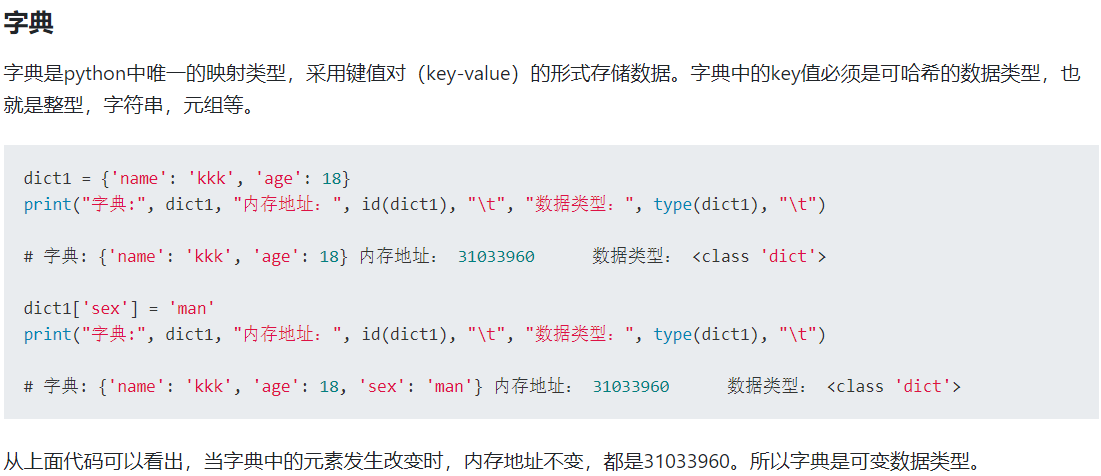 字典
字典是python中唯一的映射类型，采用键值对（key-value）的形式存储数据。字典中的key值必须是可哈希的数据类型，也
就是整型，字符串，元组等。
dict1 = {'name': 'kkk', 'age': 18}
print("字典:", dict1, "内存地址：", id(dict1), "\t", "数据类型：", type(dict1), "\t")
# 字典: {'name': 'kkk', 'age': 18} 内存地址： 31033960 数据类型： <class 'dict'>
dict1['sex'] = 'man'
print("字典:", dict1, "内存地址：", id(dict1), "\t", "数据类型：", type(dict1), "\t")
# 字典: {'name': 'kkk', 'age': 18, 'sex': 'man'} 内存地址： 31033960 数据类型： <class 'dict'>
从上面代码可以看出，当字典中的元素发生改变时，内存地址不变，都是31033960。所以字典是可变数据类型。